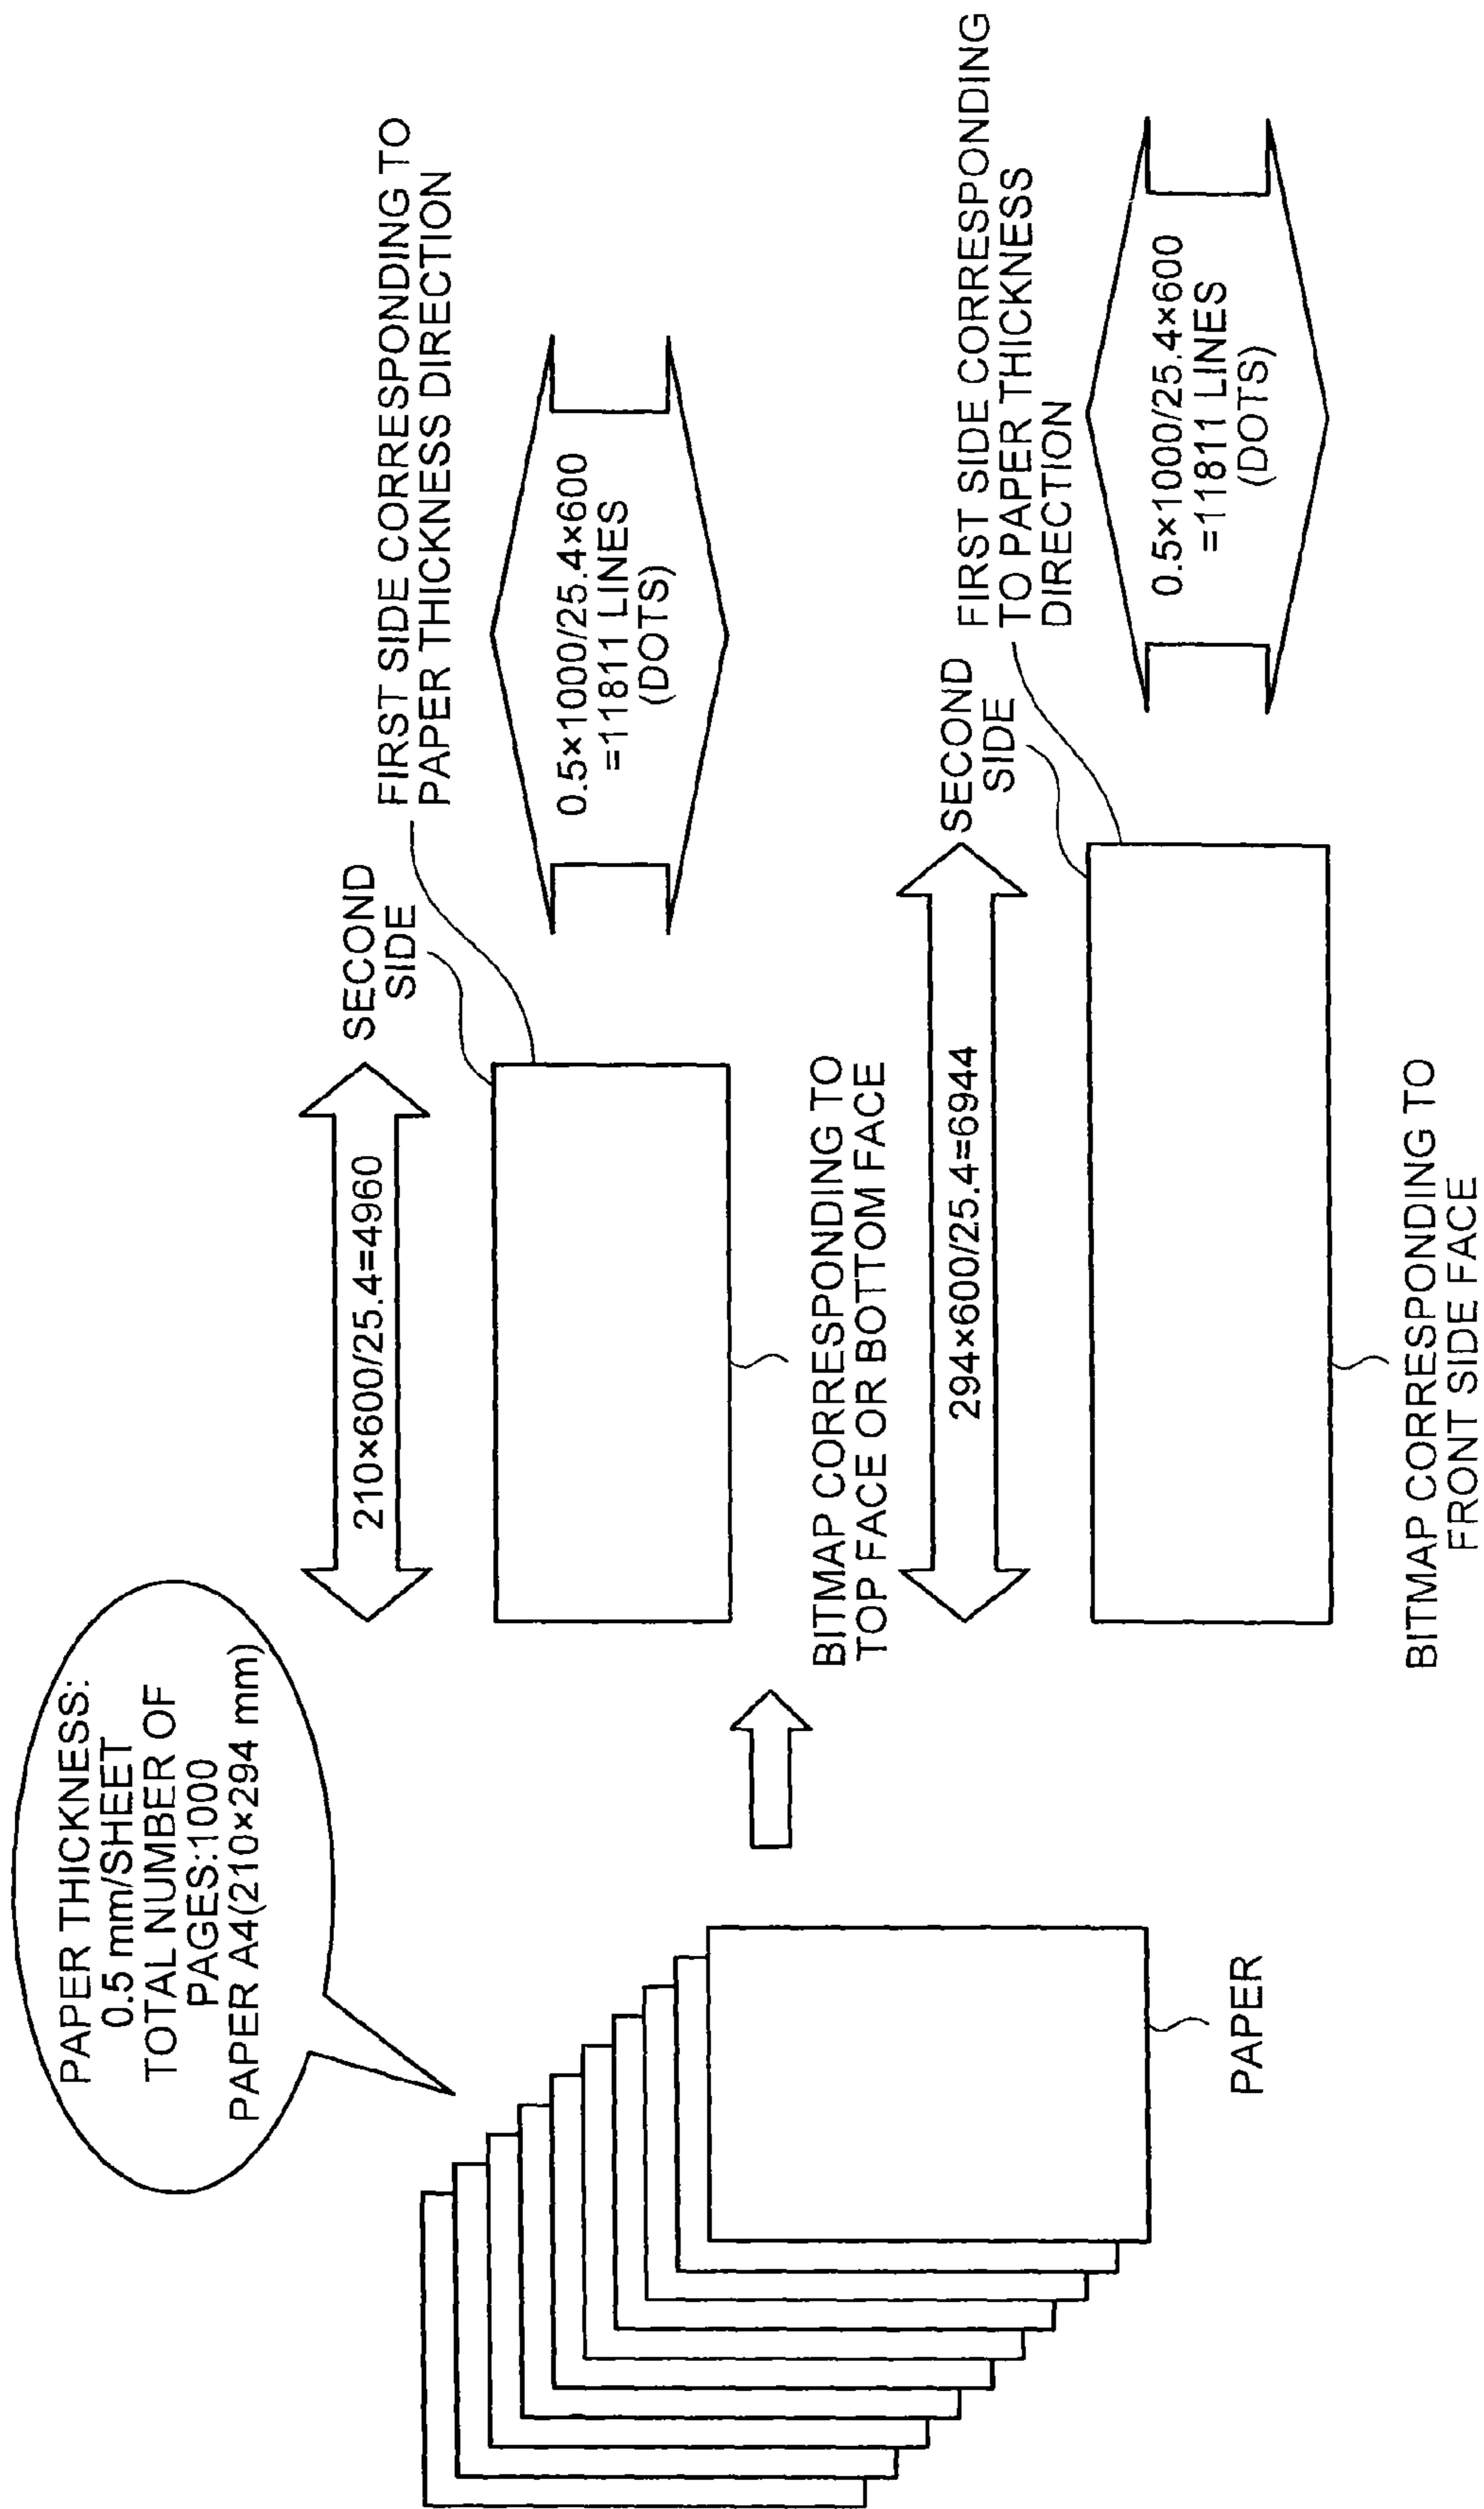 PAPER THICKNESS:
0.5 mm/SHEET
TOTAL NUMBER OF
PAGES:1000
PAPER A4(210×294 mm)
PAPER
210×600/25.4=4960
SECOND
SIDE
FIRST SIDE CORRESPONDING TO
PAPER THICKNESS DIRECTION
0.5×1000/25.4×600
=11811 LINES
(DOTS)
BITMAP CORRESPONDING TO
TOP FACE OR BOTTOM FACE
294×600/25.4=6944
SECOND
SIDE
FIRST SIDE CORRESPONDING
TO PAPER THICKNESS
DIRECTION
0.5×1000/25.4×600
=11811 LINES
(DOTS)
BITMAP CORRESPONDING TO
FRONT SIDE FACE